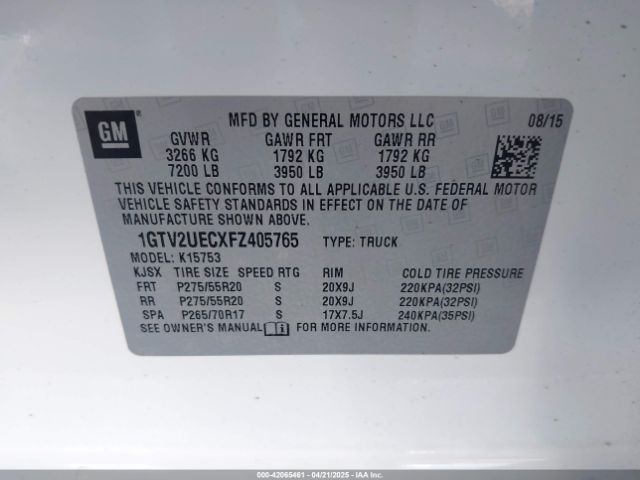 GM
MFD BY GENERAL MOTORS LLC 08/15
GVWR GAWR FRT GAWR RR
3266 KG 1792 KG 1792 KG
7200 LB 3950 LB 3950 LB
THIS VEHICLE CONFORMS TO ALL APPLICABLE U.S. FEDERAL MOTOR
VEHICLE SAFETY STANDARDS IN EFFECT ON THE DATE OF
MANUFACTURE SHOWN ABOVE.
1GTV2UECXFZ405765 TYPE: TRUCK
MODEL: K15753
KJSX TIRE SIZE SPEED RTG RIM COLD TIRE PRESSURE
FRT P275/55R20 S 20X9J 220KPA(32PSI)
RR P275/55R20 S 20X9J 220KPA(32PSI)
SPA P265/70R17 S 17X7.5J 240KPA(35PSI)
SEE OWNER'S MANUAL FOR MORE INFORMATION.
000-42065461 - 04/21/2025 - IAAI.COM